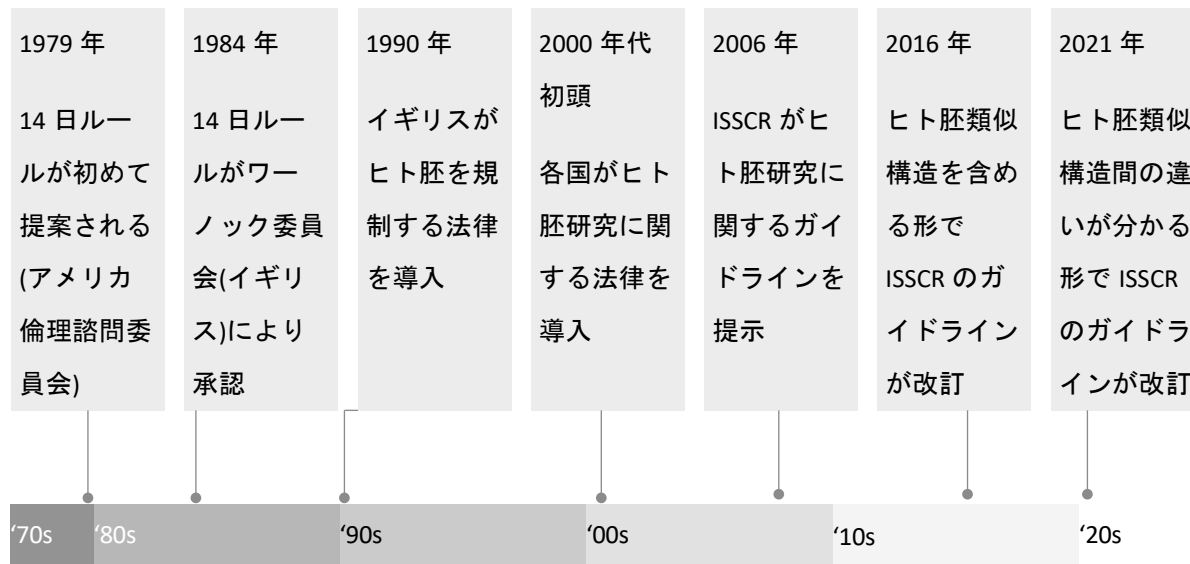 1979 年
14 日ルー
ルが初めて
提案される
(アメリカ
倫理諮問委
員会)
1984 年
14 日ルー
ルがワー
ノック委員
会(イギリ
ス)により
承認
1990 年
イギリスが
ヒト胚を規
制する法律
を導入
2000 年代
初頭
各国がヒト
胚研究に関
する法律を
導入
2006 年
ISSCR がヒ
ト胚研究に
関するガイ
ドラインを
提示
2016 年
ヒト胚類似
構造を含め
る形で
ISSCR のガ
イドライン
が改訂
2021 年
ヒト胚類似
構造間の違
いが分かる
形で ISSCR
のガイドラ
インが改訂
‘70s
‘80s
‘90s
‘00s
‘10s
‘20s